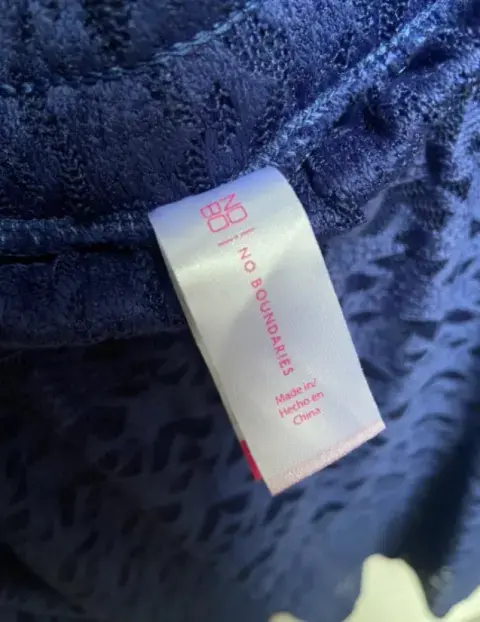 NO
BO
NO BOUNDARIES
Made in/
Hecho en
China